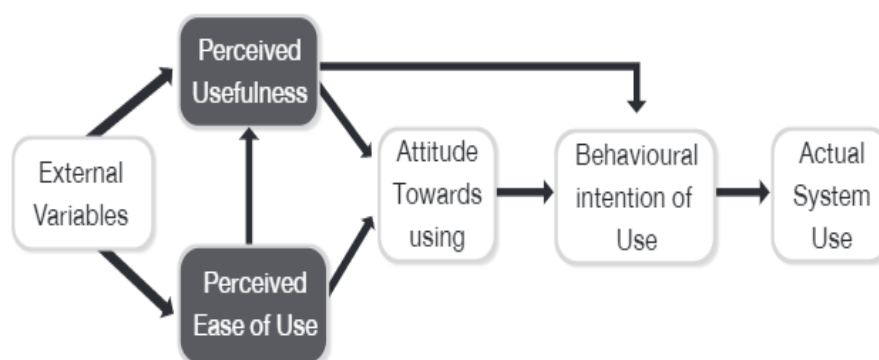 Perceived
Usefulness
External
Variables
Attitude
Towards
using
Behavioural
intention of
Use
Actual
System
Use
Perceived
Ease of Use